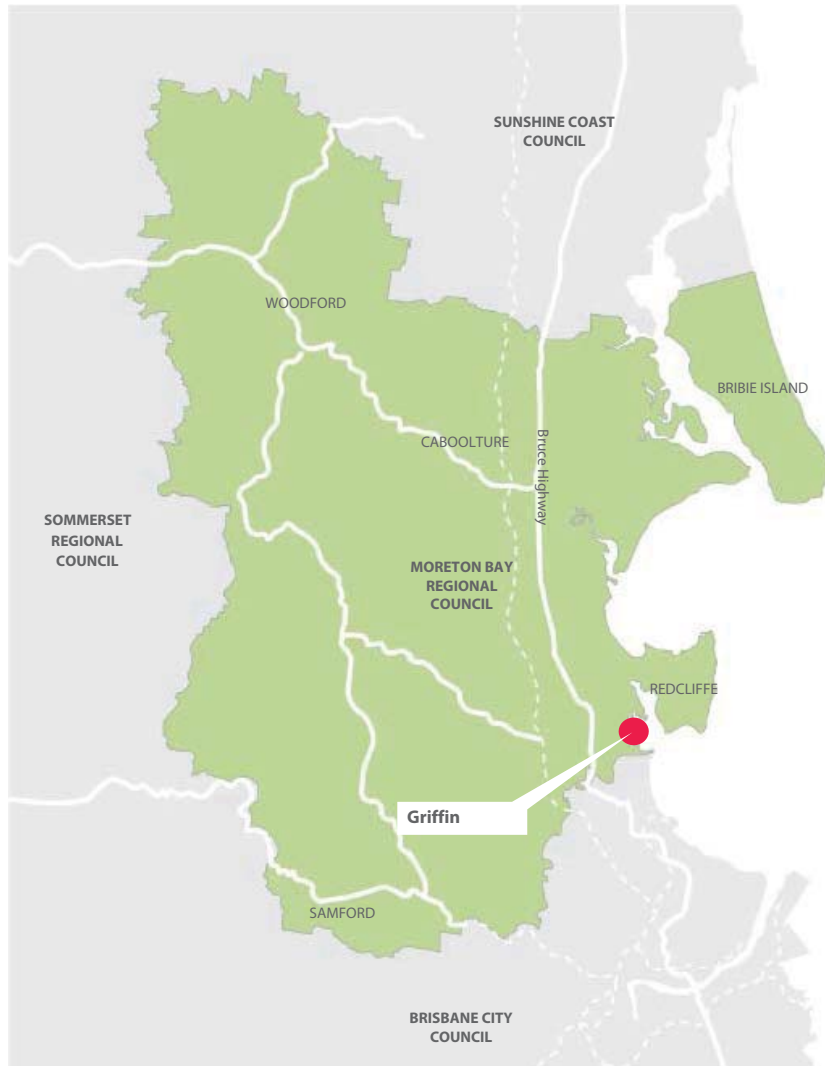 SUNSHINE COAST
COUNCIL
WOODFORD
BRIBIE ISLAND
CABOOLTURE
Bruce Highway
SOMMERSET
REGIONAL
COUNCIL
MORETON BAY
REGIONAL
COUNCIL
REDCLIFFE
Griffin
SAMFORD
BRISBANE CITY
COUNCIL